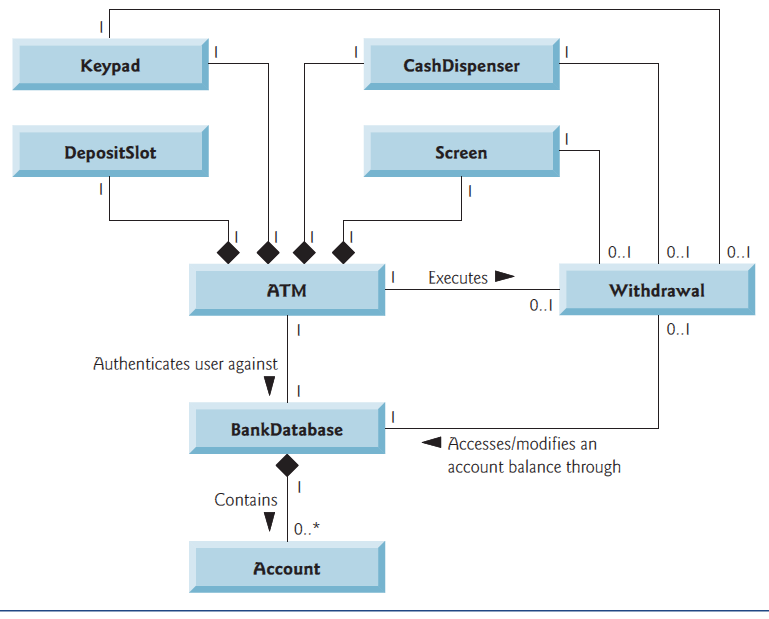 1
Keypad
1
1
CashDispenser
1
DepositSlot
Screen
1
1
1
1
1
1
1
0..1
0..1
0..1
ATM
1
Executes
0..1
Withdrawal
1
0..1
Authenticates user against
1
BankDatabase
1
Accesses/modifies an
account balance through
1
Contains
0..*
Account